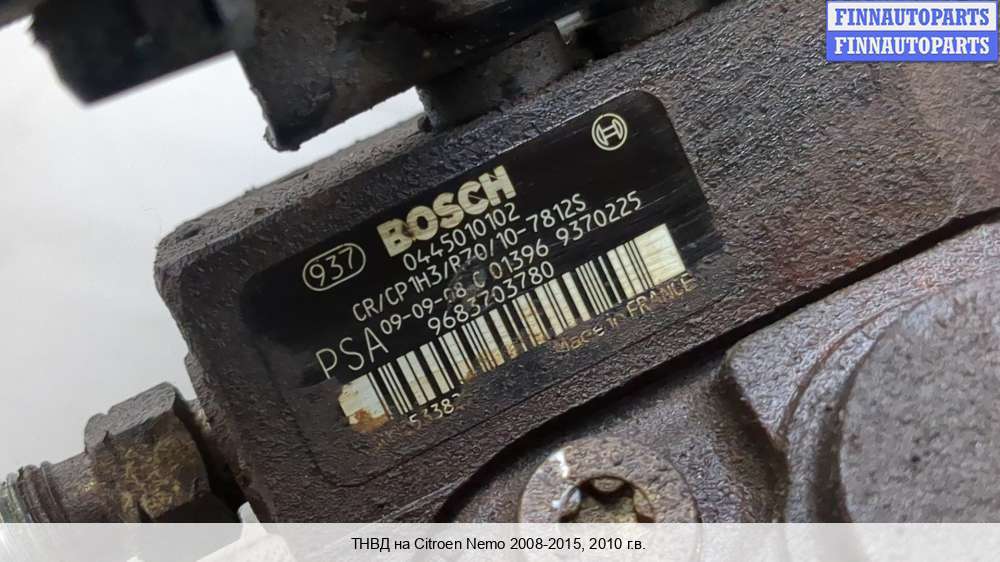 FINNAUTOPARTS
FINNAUTOPARTS
BOSCH
937
0445010102
CR/CP1H3/R70/10-7812S
09-09-08 C 01396 9370225
PSA
9683703780
MADE IN FRANCE
ТНВД на Citroen Nemo 2008-2015, 2010 г.в.